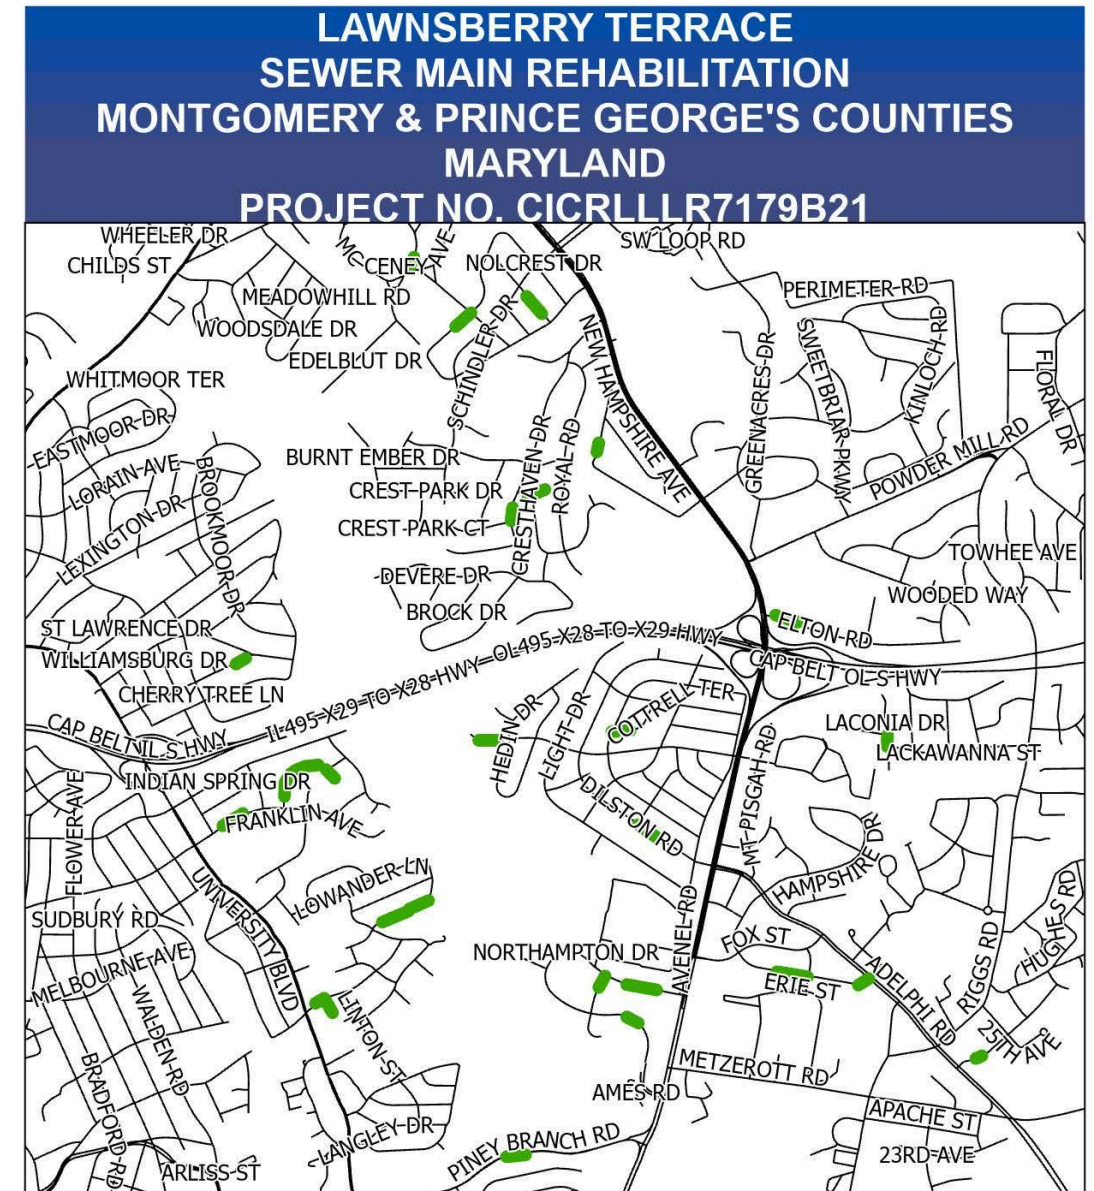 LAWNSBERRY TERRACE
SEWER MAIN REHABILITATION
MONTGOMERY & PRINCE GEORGE'S COUNTIES
MARYLAND
PROJECT NO. CICRLLLR7179B21
WHEELER DR
SW LOOP RD
CHILDS ST
MC
CENEY AVE
NOLCREST DR
MEADOWHILL RD
PERIMETER RD
WOODSDALE DR
EDELBLUT DR
SCHINDLER DR
NEW HAMPSHIRE AVE
GREENACRES DR
SWEETBRIAR PKWY
KINLOCH RD
FLORAL DR
WHITMOOR TER
EASTMOOR DR
LORAIN AVE
BROOKMOOR DR
LEXINGTON DR
BURNT EMBER DR
CREST PARK DR
CREST PARK CT
CRESTHAVEN DR
ROYAL RD
POWDER MILL RD
TOWHEE AVE
DEVERE DR
WOODED WAY
BROCK DR
ST LAWRENCE DR
ELTON RD
WILLIAMSBURG DR
OL495 X28 TO X29 HWY
CHERRY TREE LN
IL495 X29 TO X28 HWY
CAP BELT OL S HWY
CAP BELT IL S HWY
HEDIN DR
LIGHT DR
COTTRELL TER
LACONIA DR
LACKAWANNA ST
INDIAN SPRING DR
FLOWER AVE
FRANKLIN AVE
DILSTON RD
MT PISGAH RD
HAMPSHIRE DR
LOWANDER LN
UNIVERSITY BLVD
SUDBURY RD
AVENEL RD
FOX ST
RIGGS RD
HUGHES RD
NORTHAMPTON DR
MELBOURNE AVE
ERIE ST
ADELPHI RD
WALDEN RD
LINTON ST
25TH AVE
BRADFORD RD
METZEROTT RD
AMES RD
APACHE ST
LANGLEY DR
PINEY BRANCH RD
23RD AVE
ARLISS ST